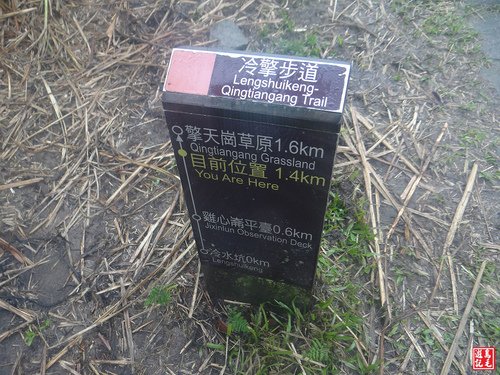 冷擎步道
Lengshuikeng-
Qingtiangang Trail
擎天崗草原1.6km
Qingtiangang Grassland
目前位置 1.4km
You Are Here
雞心崙平臺0.6km
Jixinlun Observation Deck
冷水坑0km
Lengshuikeng